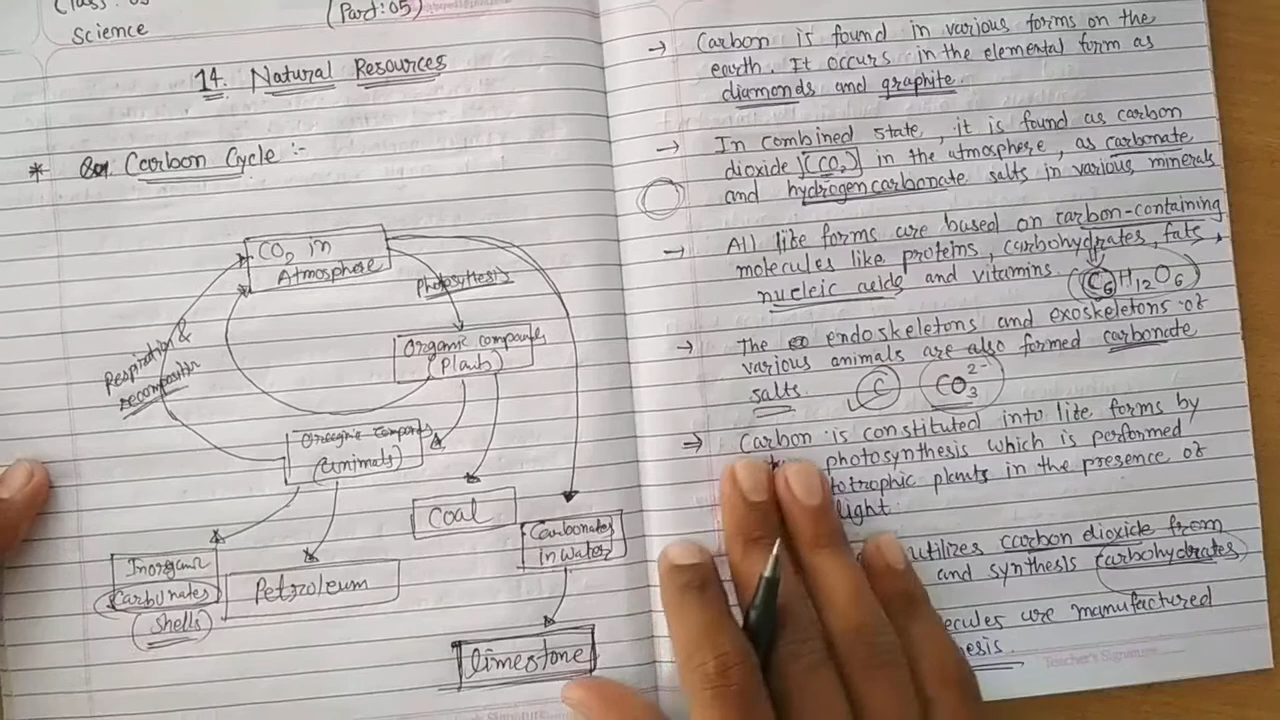 (Part: 05)
Science
14. Natural Resources
* Carbon Cycle :-
CO2 in
Atmosphere
Photosyttesis
Organic compounds
(Plants)
Respiration &
decomposition
(animals)
Coal
Carbonates
in water
Inorganic
Carbonates
Shells
Petroleum
limestone
→ Carbon is found in various forms on the
earth. It occurs in the elemental form as
diamonds and graphite.
→ In combined state, it is found as carbon
dioxide (CO2) in the atmosphere, as carbonate
and hydrogencarbonate salts in various minerals
→ All life forms are based on carbon-containing
molecules like proteins, carbohydrates, fats,
nucleic acids and vitamins. (C6H12O6)
→ The endoskeletons and exoskeletons of
various animals are also formed carbonate
salts. C CO3 2-
→ Carbon is constituted into life forms by
photosynthesis which is performed
plants in the presence of
light.
utilizes carbon dioxide from
and synthesis carbohydrates
are manufactured
Teacher's Signature